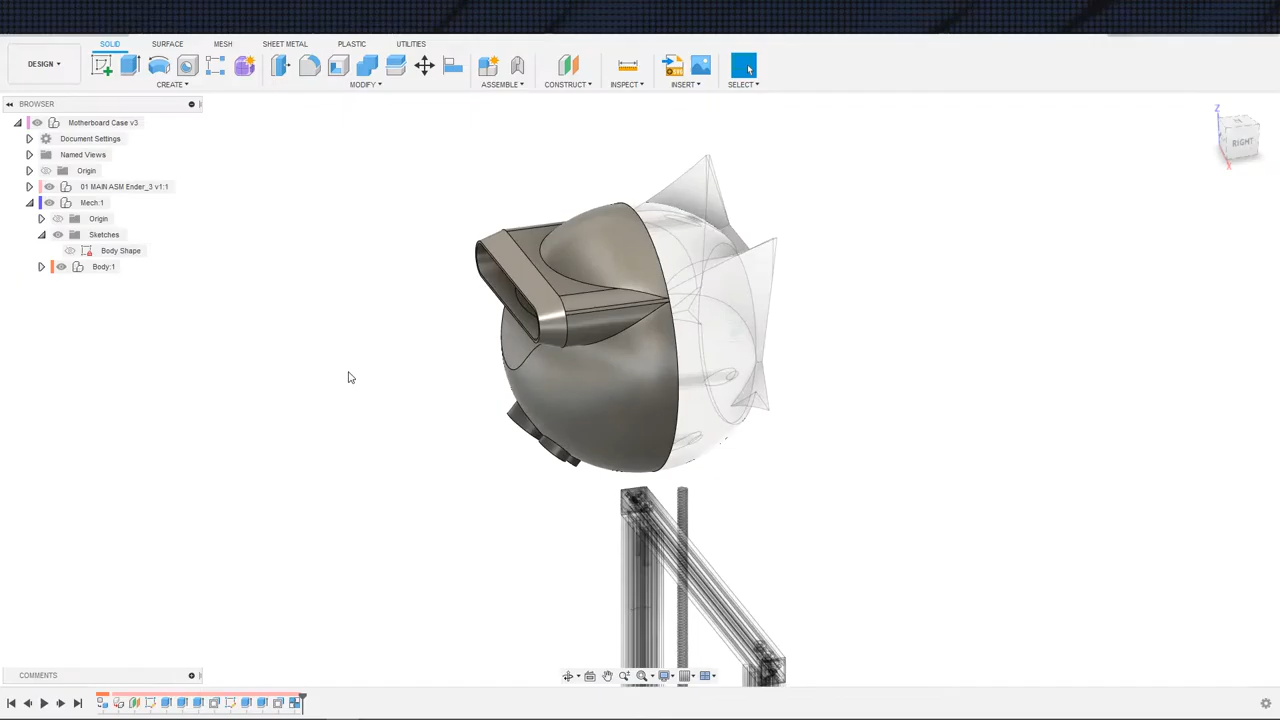 SOLID SURFACE MESH SHEET METAL PLASTIC UTILITIES
DESIGN
CREATE MODIFY ASSEMBLE CONSTRUCT INSPECT INSERT SELECT
BROWSER
Motherboard Case v3
Document Settings
Named Views
Origin
01 MAIN ASM Ender_3 v1:1
Mech:1
Origin
Sketches
Body Shape
Body:1
Z
RIGHT
X
COMMENTS